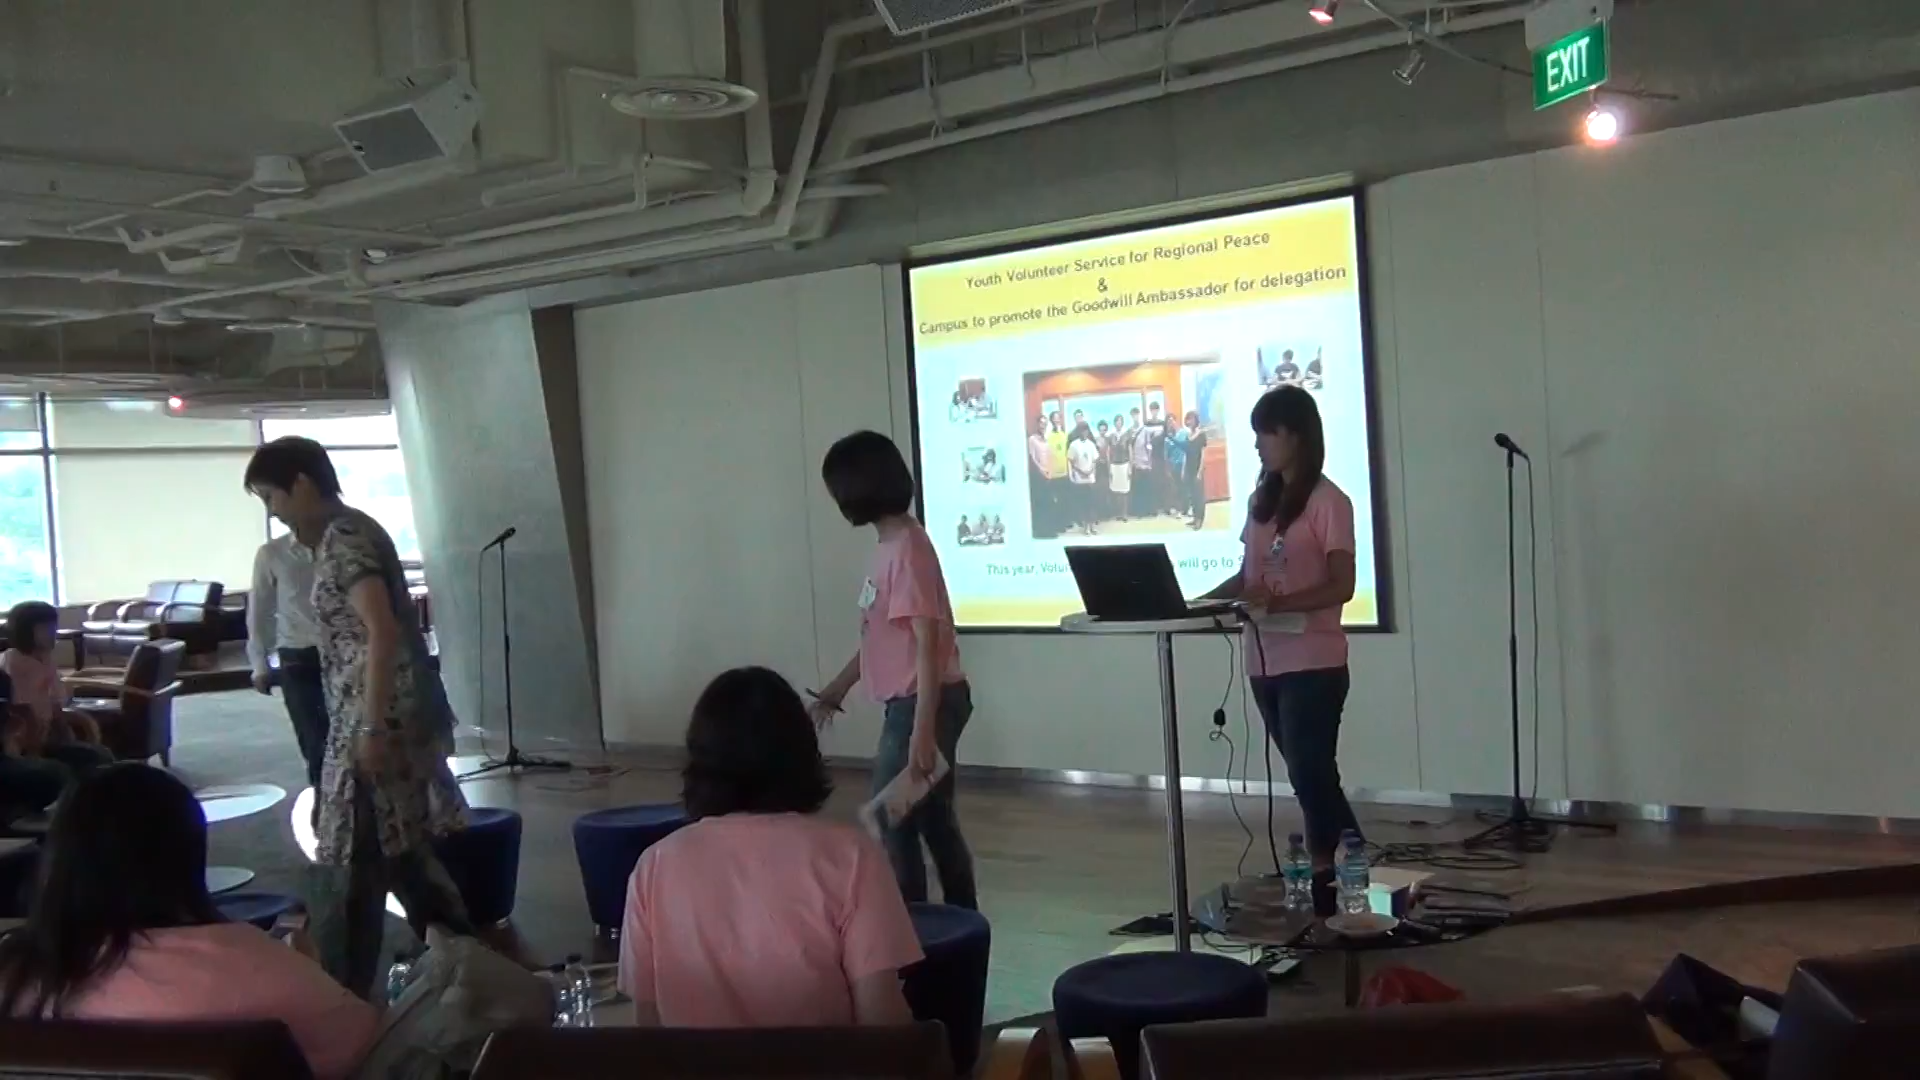 EXIT
Youth Volunteer Service for Regional Peace
&
Campus to promote the Goodwill Ambassador for delegation
This year, will go to